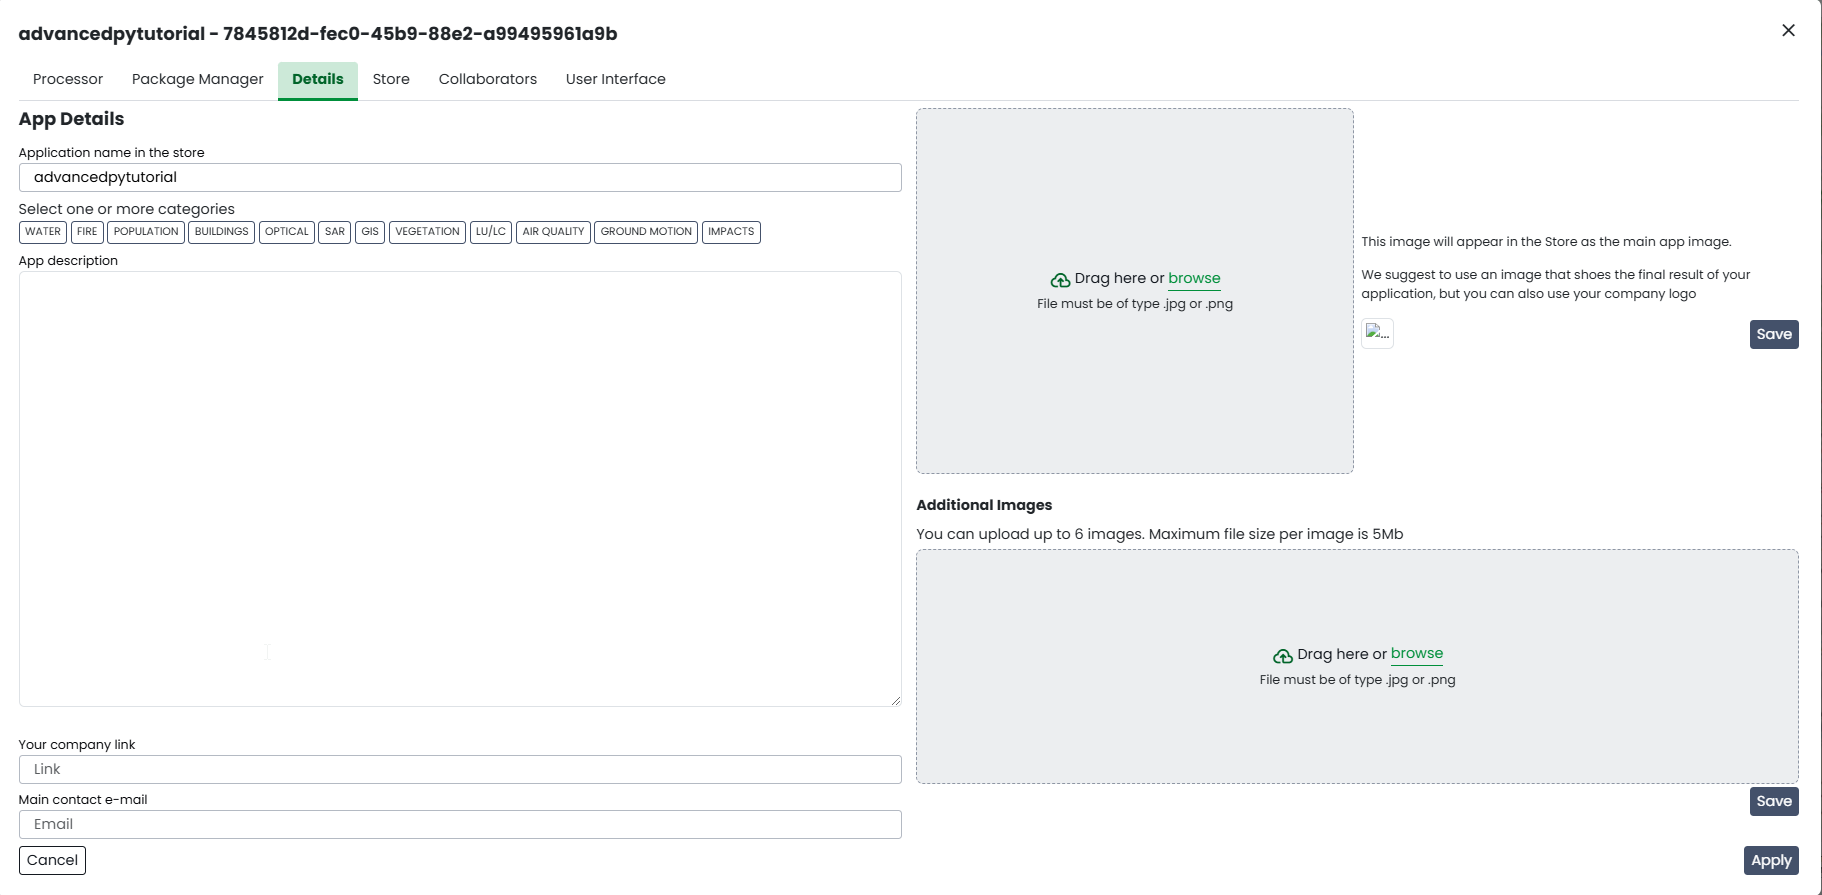 advancedpytutorial - 7845812d-fec0-45b9-88e2-a99495961a9b
Processor Package Manager Details Store Collaborators User Interface
App Details
Application name in the store
advancedpytutorial
Select one or more categories
WATER FIRE POPULATION BUILDINGS OPTICAL SAR GIS VEGETATION LU/LC AIR QUALITY GROUND MOTION IMPACTS
App description
Your company link
Link
Main contact e-mail
Email
Cancel
Drag here or browse
File must be of type .jpg or .png
This image will appear in the Store as the main app image.
We suggest to use an image that shoes the final result of your
application, but you can also use your company logo
...
Save
Additional Images
You can upload up to 6 images. Maximum file size per image is 5Mb
Drag here or browse
File must be of type .jpg or .png
Save
Apply